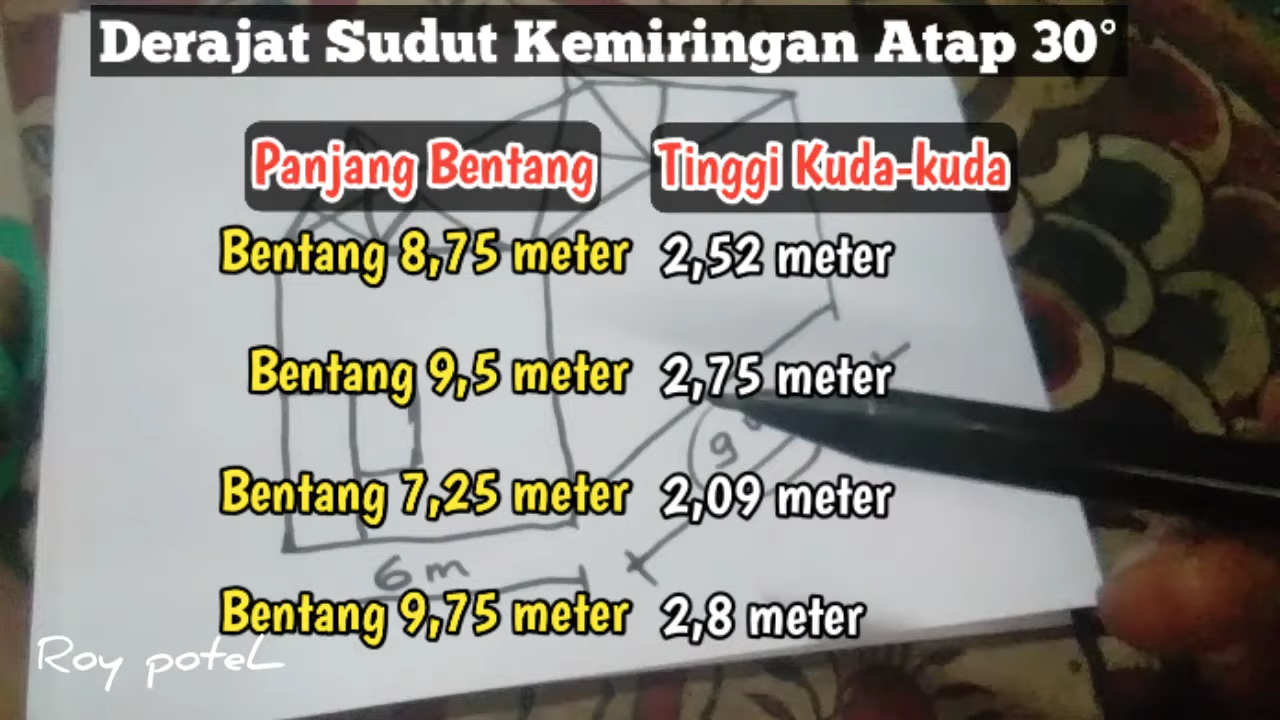 Derajat Sudut Kemiringan Atap 30°
Panjang Bentang Tinggi Kuda-kuda
Bentang 8,75 meter 2,52 meter
Bentang 9,5 meter 2,75 meter
9
Bentang 7,25 meter 2,09 meter
6 m
Bentang 9,75 meter 2,8 meter
Roy poteL